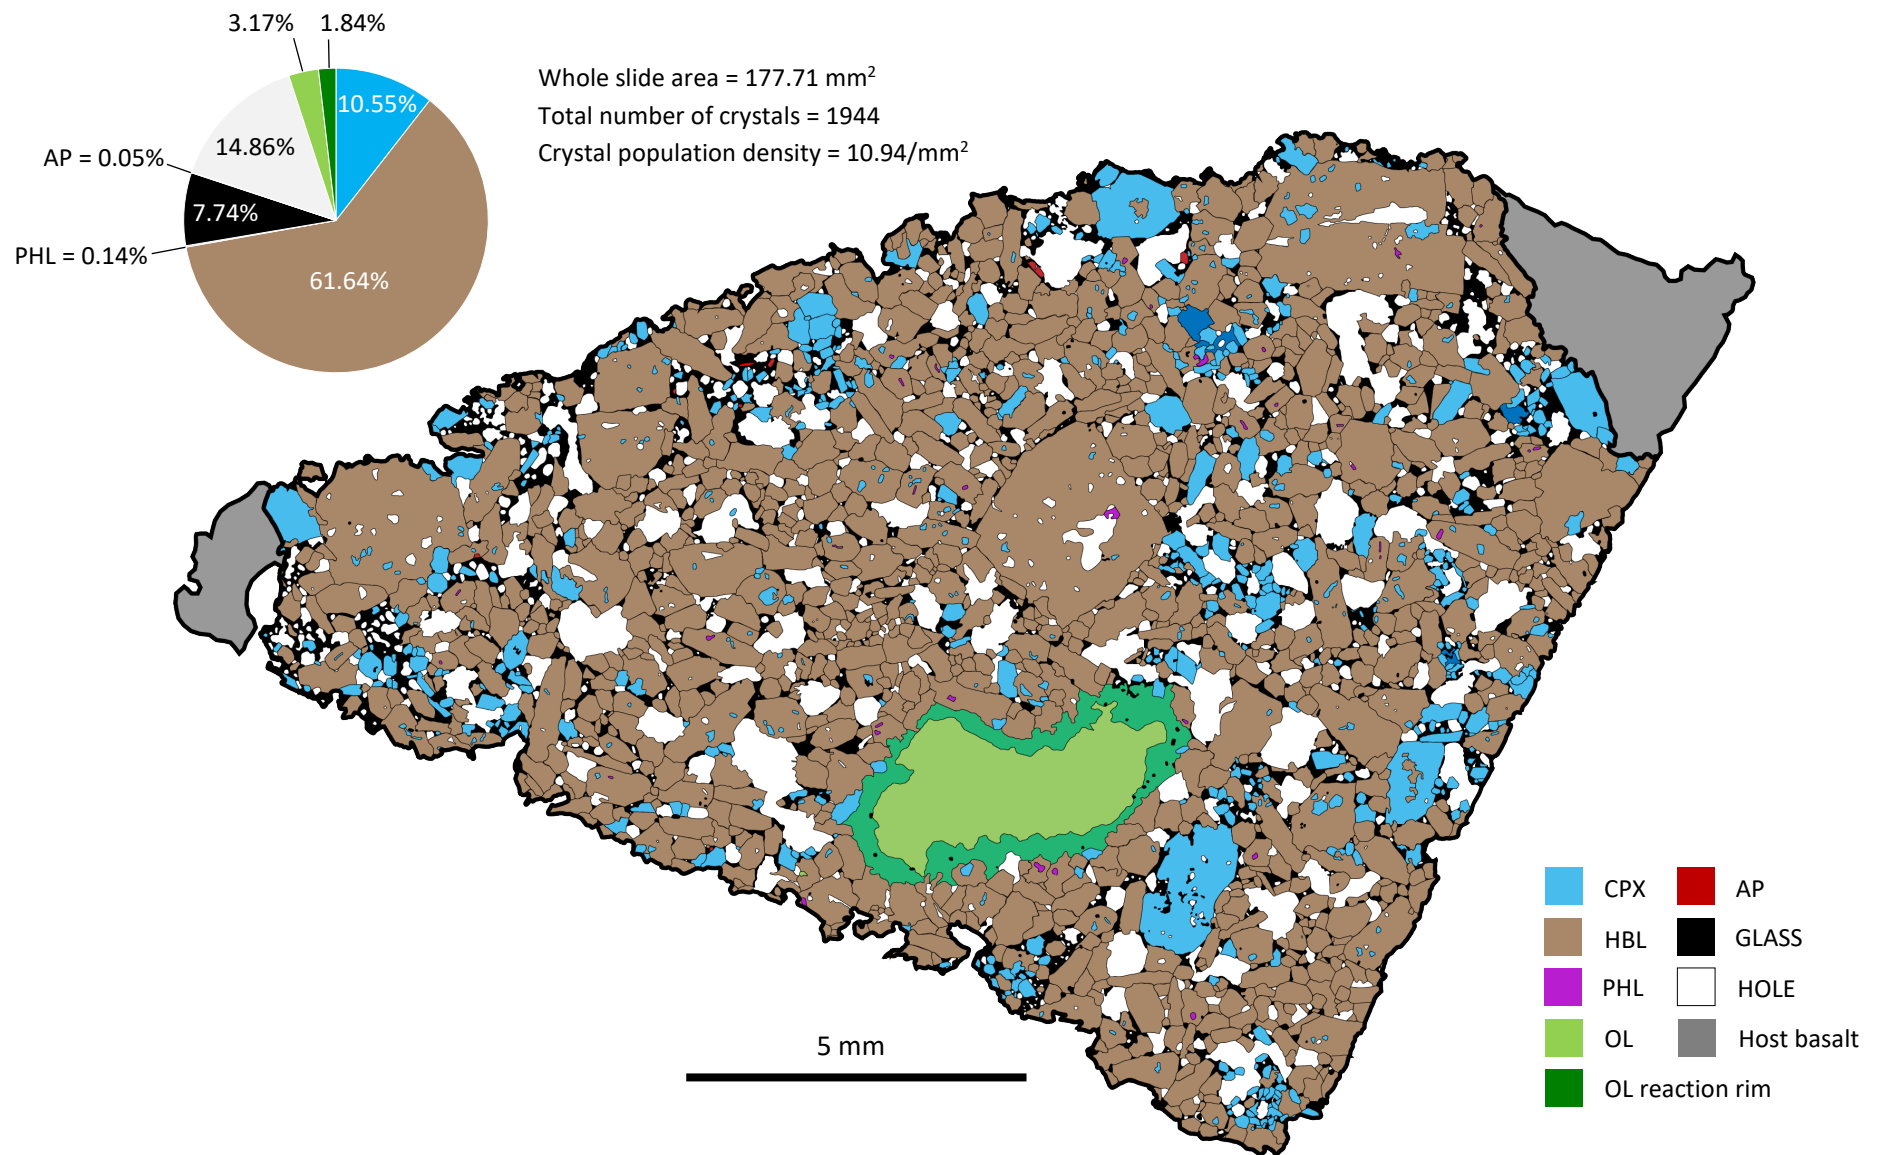 3.17%
1.84%
10.55%
14.86%
AP = 0.05%
7.74%
PHL = 0.14%
61.64%
Whole slide area = 177.71 mm²
Total number of crystals = 1944
Crystal population density = 10.94/mm²
5 mm
CPX
AP
HBL
GLASS
PHL
HOLE
OL
Host basalt
OL reaction rim